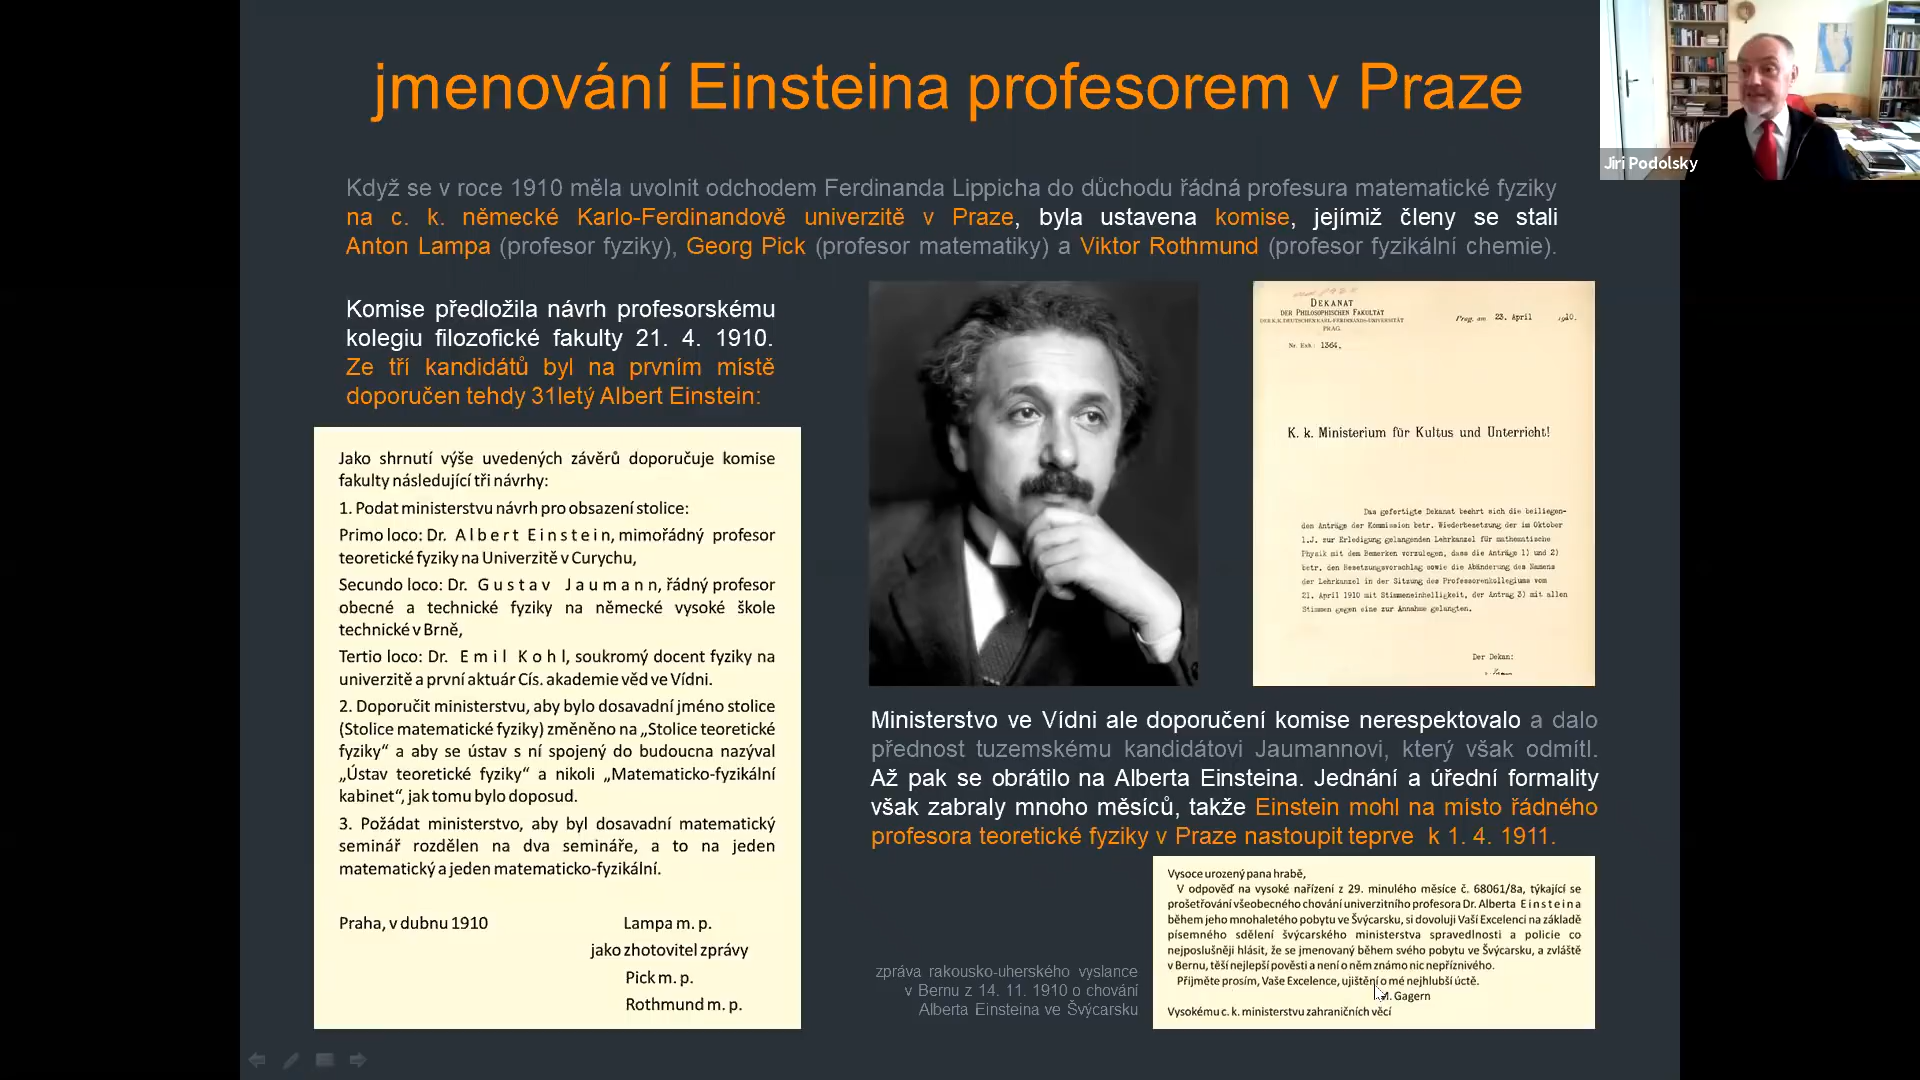 jmenování Einsteina profesorem v Praze
Jiri Podolsky
Když se v roce 1910 měla uvolnit odchodem Ferdinanda Lippicha do důchodu řádná profesura matematické fyziky
na c. k. německé Karlo-Ferdinandově univerzitě v Praze, byla ustavena komise, jejímiž členy se stali
Anton Lampa (profesor fyziky), Georg Pick (profesor matematiky) a Viktor Rothmund (profesor fyzikální chemie).
Komise předložila návrh profesorskému
kolegiu filozofické fakulty 21. 4. 1910.
Ze tří kandidátů byl na prvním místě
doporučen tehdy 31letý Albert Einstein:
Jako shrnutí výše uvedených závěrů doporučuje komise
fakulty následující tři návrhy:
1. Podat ministerstvu návrh pro obsazení stolice:
Primo loco: Dr. Albert Einstein, mimořádný profesor
teoretické fyziky na Univerzitě v Curychu,
Secundo loco: Dr. Gustav Jaumann, řádný profesor
obecné a technické fyziky na německé vysoké škole
technické v Brně,
Tertio loco: Dr. Emil Kohl, soukromý docent fyziky na
univerzitě a první aktuár Cís. akademie věd ve Vídni.
2. Doporučit ministerstvu, aby bylo dosavadní jméno stolice
(Stolice matematické fyziky) změněno na „Stolice teoretické
fyziky“ a aby se ústav s ní spojený do budoucna nazýval
„Ústav teoretické fyziky“ a nikoli „Matematicko-fyzikální
kabinet“, jak tomu bylo doposud.
3. Požádat ministerstvo, aby byl dosavadní matematický
seminář rozdělen na dva semináře, a to na jeden
matematický a jeden matematicko-fyzikální.
Praha, v dubnu 1910 Lampa m. p.
jako zhotovitel zprávy
Pick m. p.
Rothmund m. p.
DEKANAT
DER PHILOSOPHISCHEN FAKULTÄT
DER K.K. DEUTSCHEN KARL-FERDINANDS-UNIVERSITÄT
PRAG.
Prag, am 23. April 1910.
Nr. Exh.: 1364.
K. k. Ministerium für Kultus und Unterricht!
Das gefertigte Dekanat beehrt sich die beiliegen-
den Anträge der Kommission betr. Wiederbesetzung der im Oktober
l.J. zur Erledigung gelangenden Lehrkanzel für mathematische
Physik mit dem Bemerken vorzulegen, dass die Anträge 1) und 2)
betr. den Besetzungsvorschlag sowie die Abänderung des Namens
der Lehrkanzel in der Sitzung des Professorenkollegiums vom
21. April 1910 mit Stimmeneinhelligkeit, der Antrag 3) mit allen
Stimmen gegen eine zur Annahme gelangten.
Der Dekan:
Ministerstvo ve Vídni ale doporučení komise nerespektovalo a dalo
přednost tuzemskému kandidátovi Jaumannovi, který však odmítl.
Až pak se obrátilo na Alberta Einsteina. Jednání a úřední formality
však zabraly mnoho měsíců, takže Einstein mohl na místo řádného
profesora teoretické fyziky v Praze nastoupit teprve k 1. 4. 1911.
zpráva rakousko-uherského vyslance
v Bernu z 14. 11. 1910 o chování
Alberta Einsteina ve Švýcarsku
Vysoce urozený pana hrabě,
V odpověď na vysoké nařízení z 29. minulého měsíce č. 68061/8a, týkající se
prošetřování všeobecného chování univerzitního profesora Dr. Alberta Einsteina
během jeho mnohaletého pobytu ve Švýcarsku, si dovoluji Vaší Excelenci na základě
písemného sdělení švýcarského ministerstva spravedlnosti a policie co
nejposlušněji hlásit, že se jmenovaný během svého pobytu ve Švýcarsku, a zvláště
v Bernu, těší nejlepší pověsti a není o něm známo nic nepříznivého.
Přijměte prosím, Vaše Excelence, ujištění o mé nejhlubší úctě.
M. Gagern
Vysokému c. k. ministerstvu zahraničních věcí